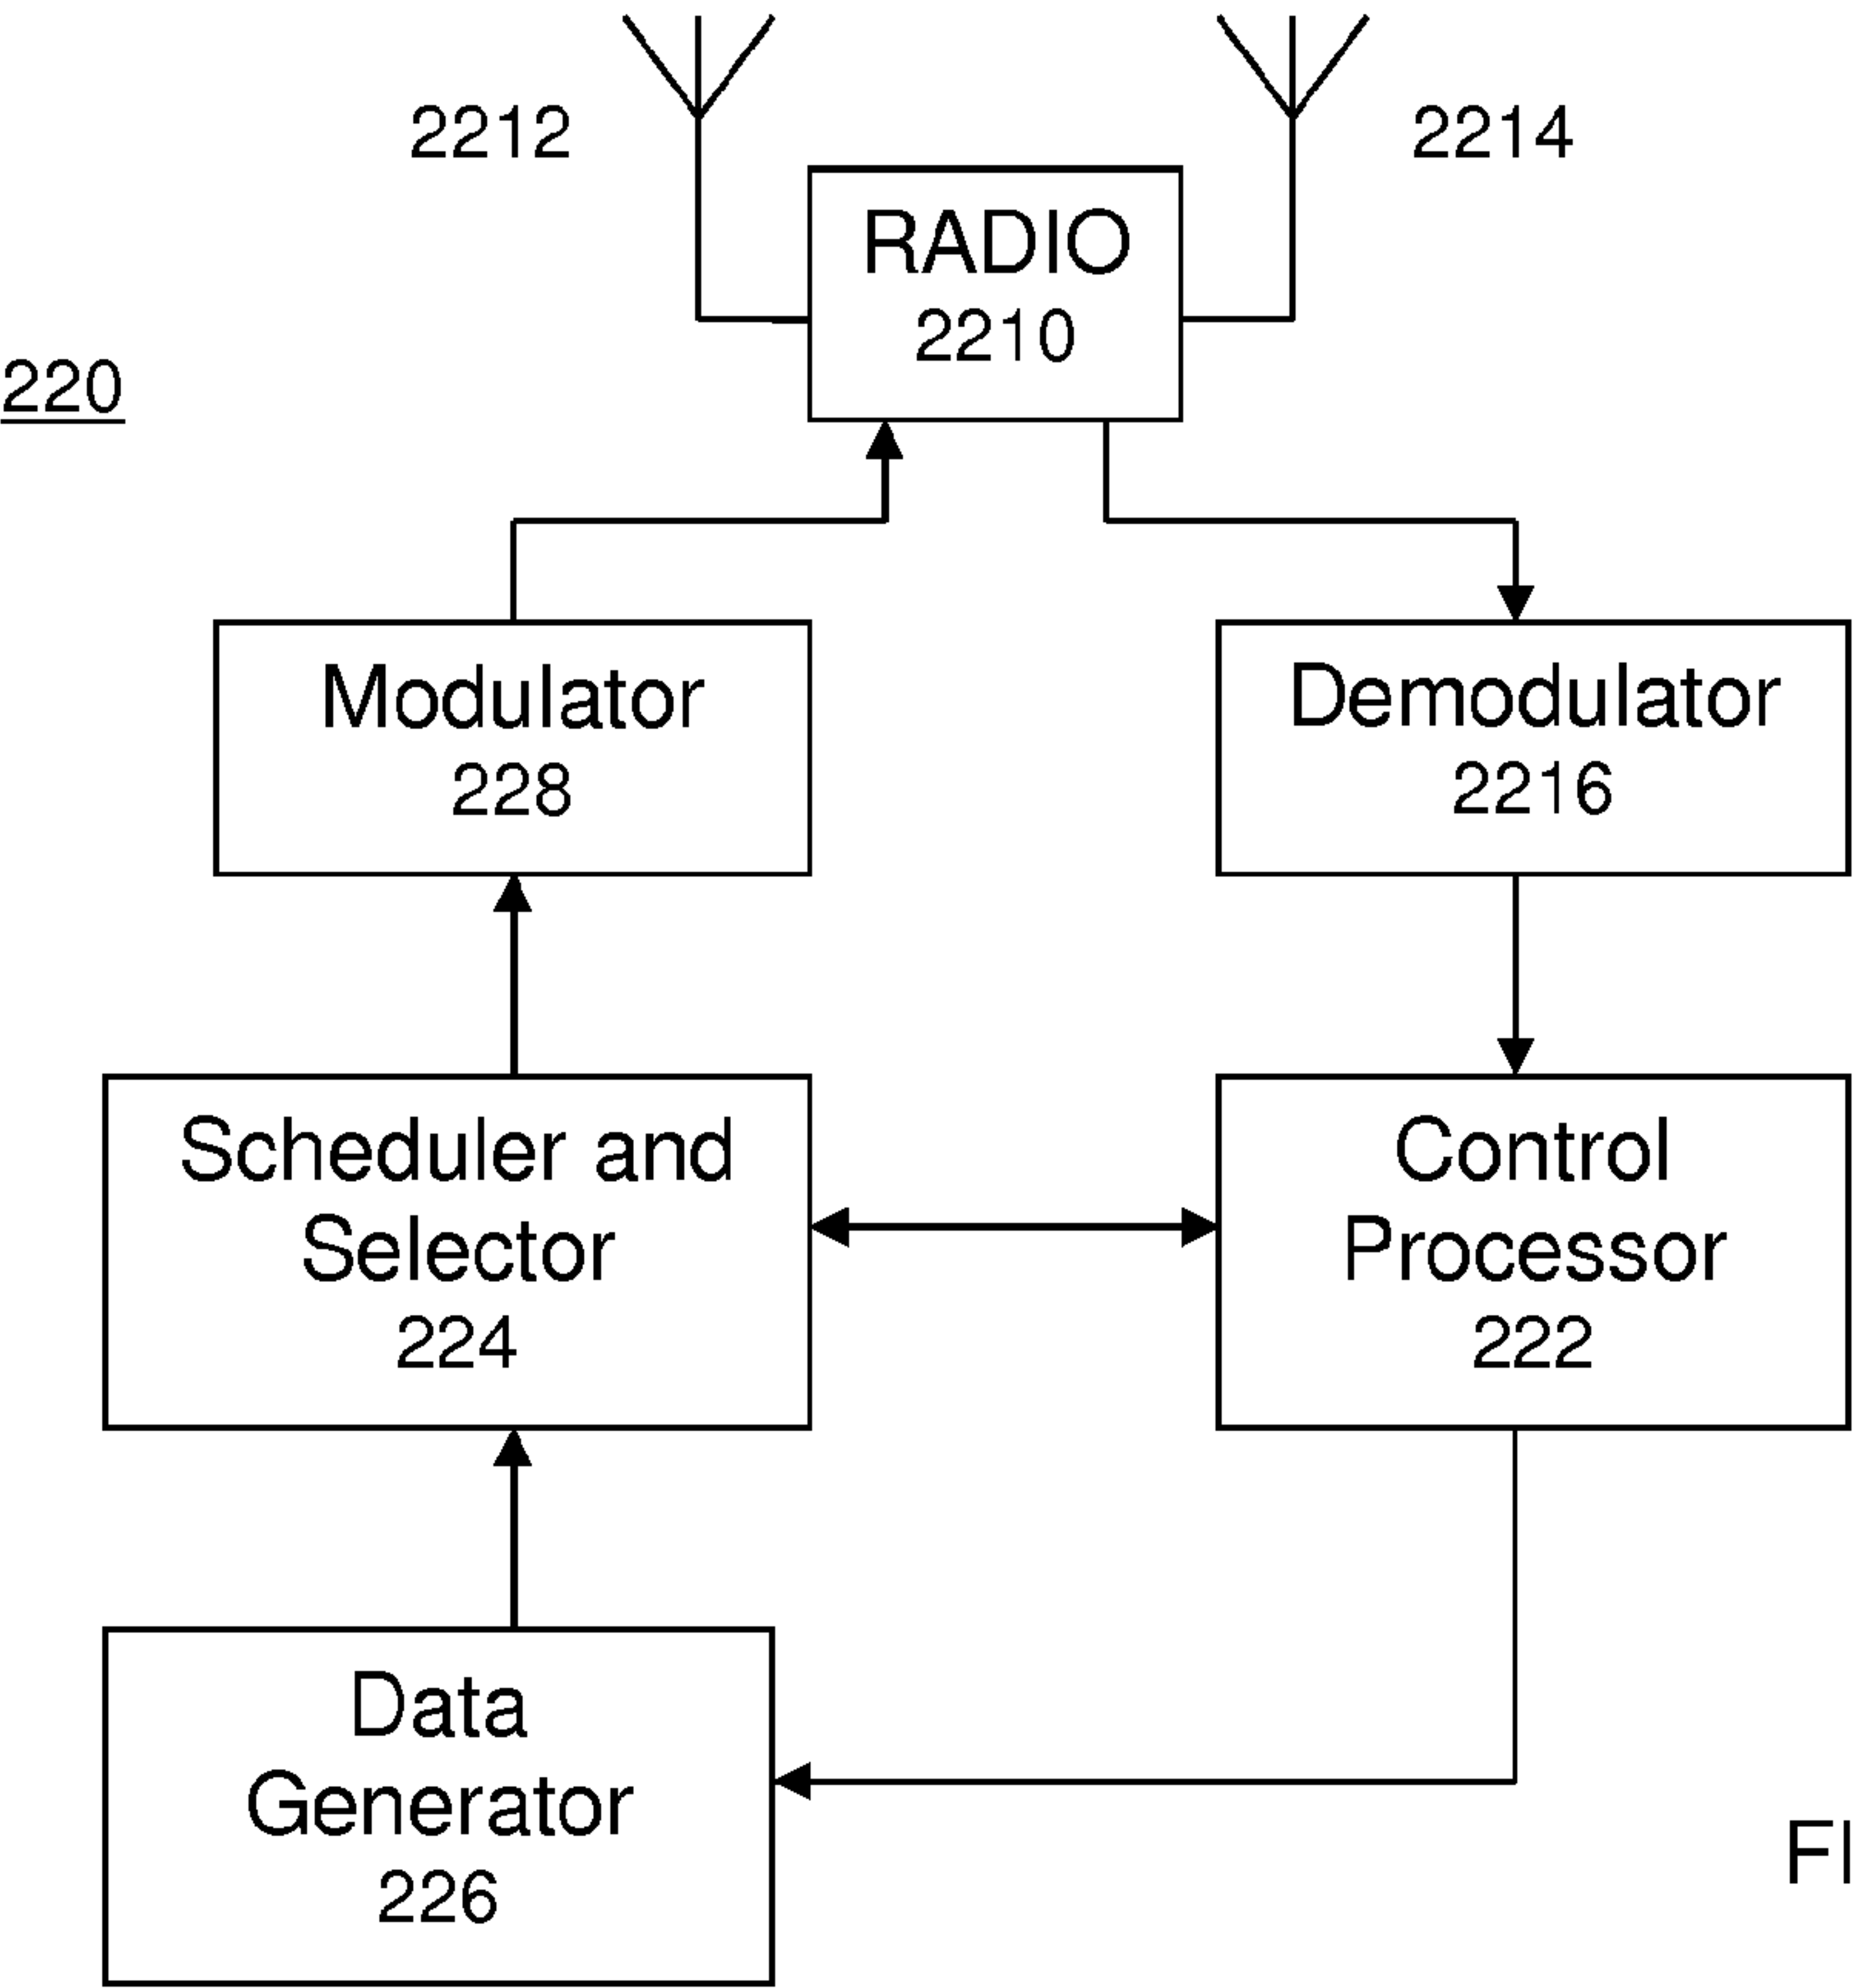 2212
2214
RADIO
2210
220
Modulator
228
Demodulator
2216
Scheduler and
Selector
224
Control
Processor
222
Data
Generator
226
FI